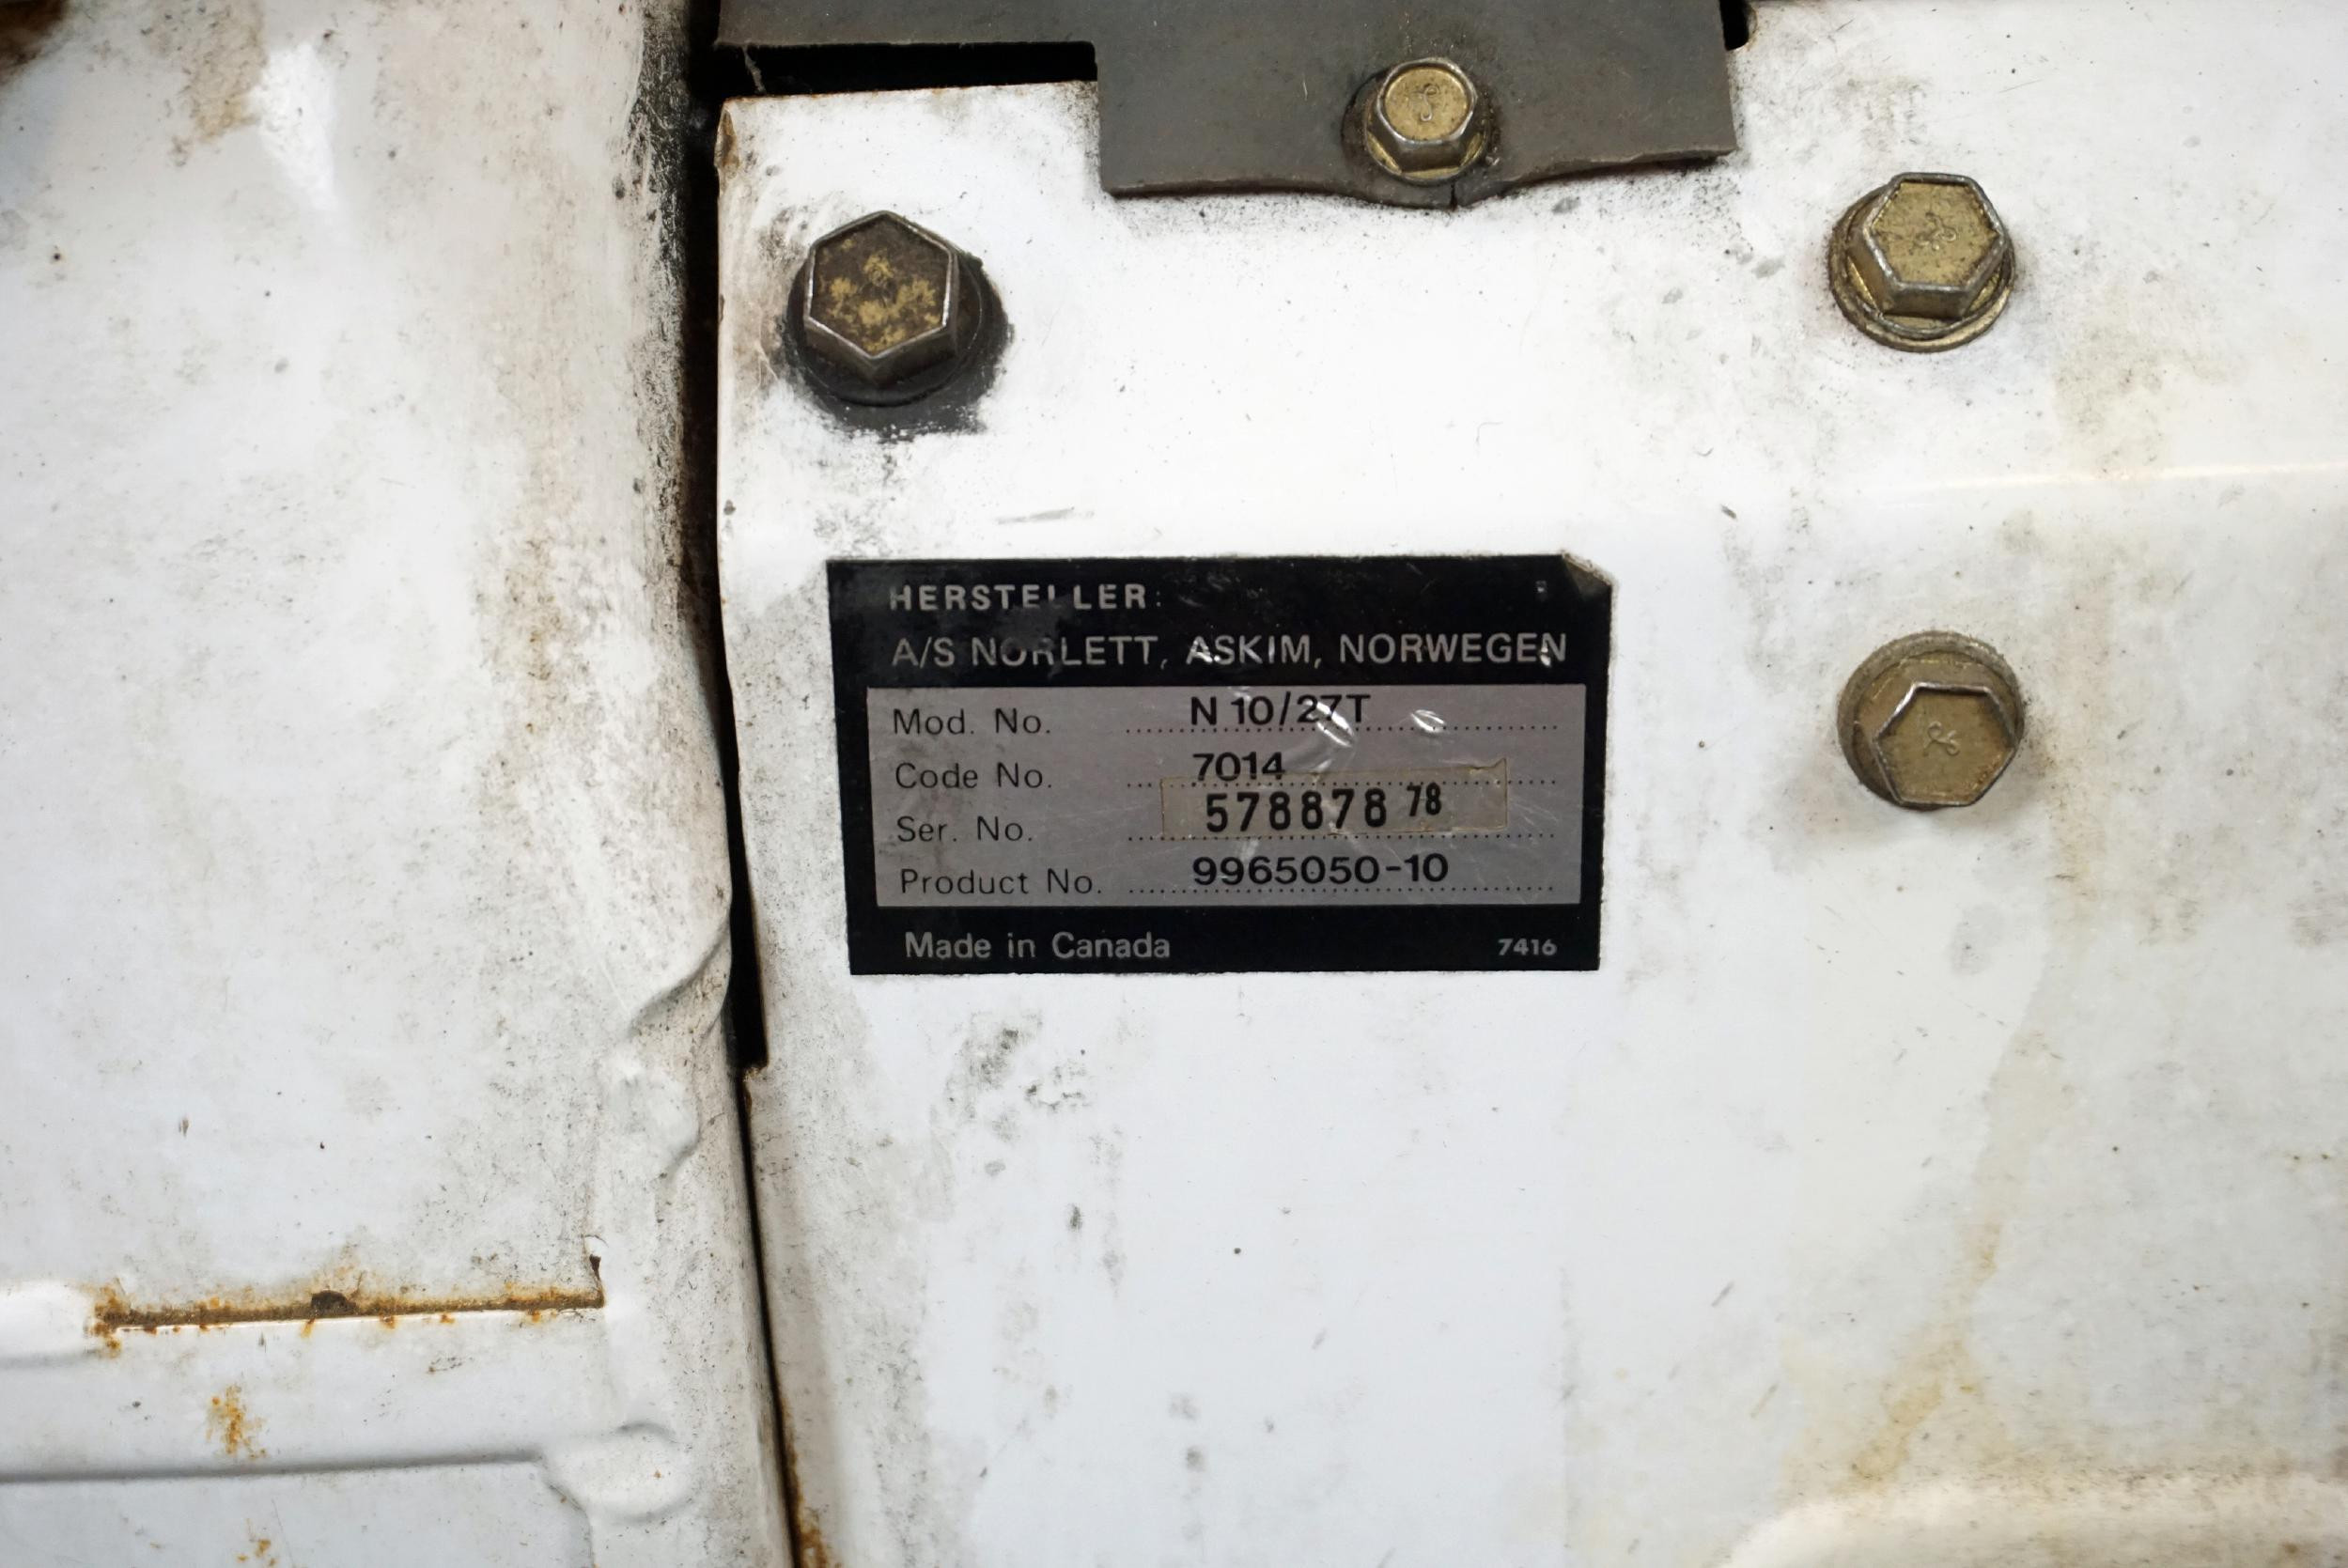 HERSTELLER:
A/S NORLETT, ASKIM, NORWEGEN
Mod. No. N 10/27T
Code No. 7014
Ser. No. 578878 78
Product No. 9965050-10
Made in Canada 7416